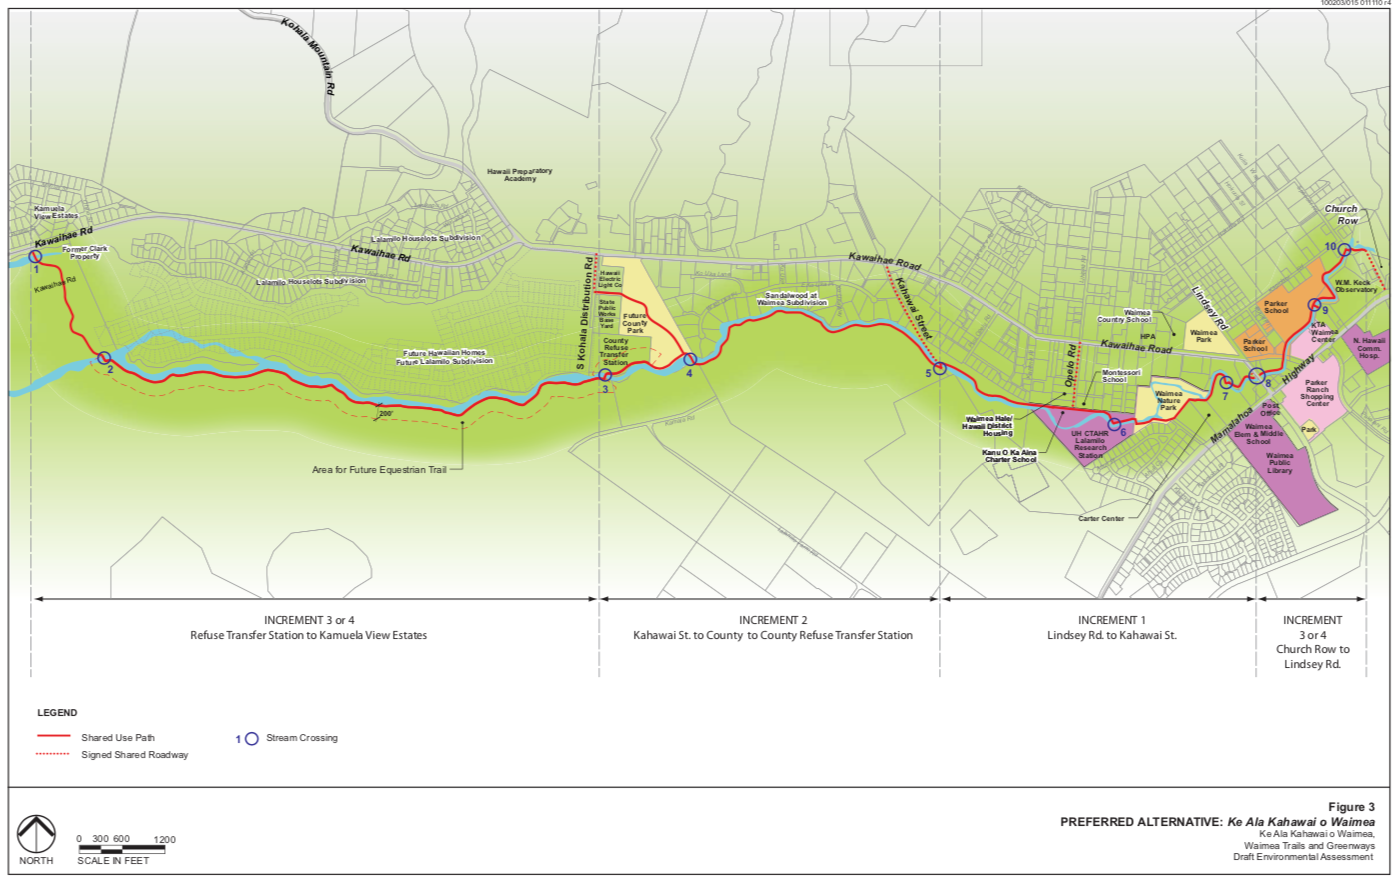 100203/015 011110 r4
Kohala Mountain Rd
Hawaii Preparatory
Academy
Kamuela
View Estates
Kawaihae Rd
Former Clark
Property
1
Kawaihae Rd
Lalamilo Houselots Subdivision
Kawaihae Rd
Lalamilo Houselots Subdivision
2
Future Hawaiian Homes
Future Lalamilo Subdivision
200'
Area for Future Equestrian Trail
S Kohala Distribution Rd
Hawaii
Electric
Light Co
State
Public
Works
Base
Yard
Future
County
Park
County
Refuse
Transfer
Station
3
4
Sandalwood at
Waimea Subdivision
Kawaihae Road
Kahawai Street
5
Opelo Rd
Waimea
Country School
HPA
Kawaihae Road
Lindsey Rd
Waimea
Park
Montessori
School
Waimea
Nature
Park
Waimea Hale/
Hawaii District
Housing
Kanu O Ka Aina
Charter School
UH CTAHR
Lalamilo
Research
Station
6
7
8
Carter Center
Mamalahoa Highway
Post
Office
Waimea
Elem & Middle
School
Waimea
Public
Library
Park
Parker
Ranch
Shopping
Center
KTA
Waimea
Center
N. Hawaii
Comm.
Hosp.
Parker
School
Parker
School
9
W.M. Keck
Observatory
10
Church
Row
INCREMENT 3 or 4
Refuse Transfer Station to Kamuela View Estates
INCREMENT 2
Kahawai St. to County to County Refuse Transfer Station
INCREMENT 1
Lindsey Rd. to Kahawai St.
INCREMENT
3 or 4
Church Row to
Lindsey Rd.
LEGEND
Shared Use Path
Signed Shared Roadway
1 Stream Crossing
NORTH
0 300 600 1200
SCALE IN FEET
Figure 3
PREFERRED ALTERNATIVE: Ke Ala Kahawai o Waimea
Ke Ala Kahawai o Waimea,
Waimea Trails and Greenways
Draft Environmental Assessment